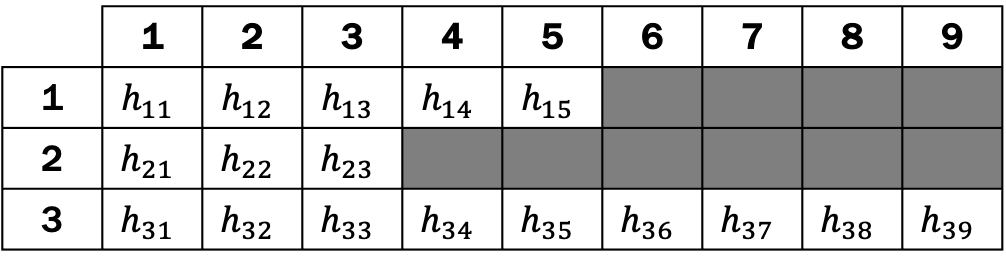 1 2 3 4 5 6 7 8 9
1 h₁₁ h₁₂ h₁₃ h₁₄ h₁₅
2 h₂₁ h₂₂ h₂₃
3 h₃₁ h₃₂ h₃₃ h₃₄ h₃₅ h₃₆ h₃₇ h₃₈ h₃₉